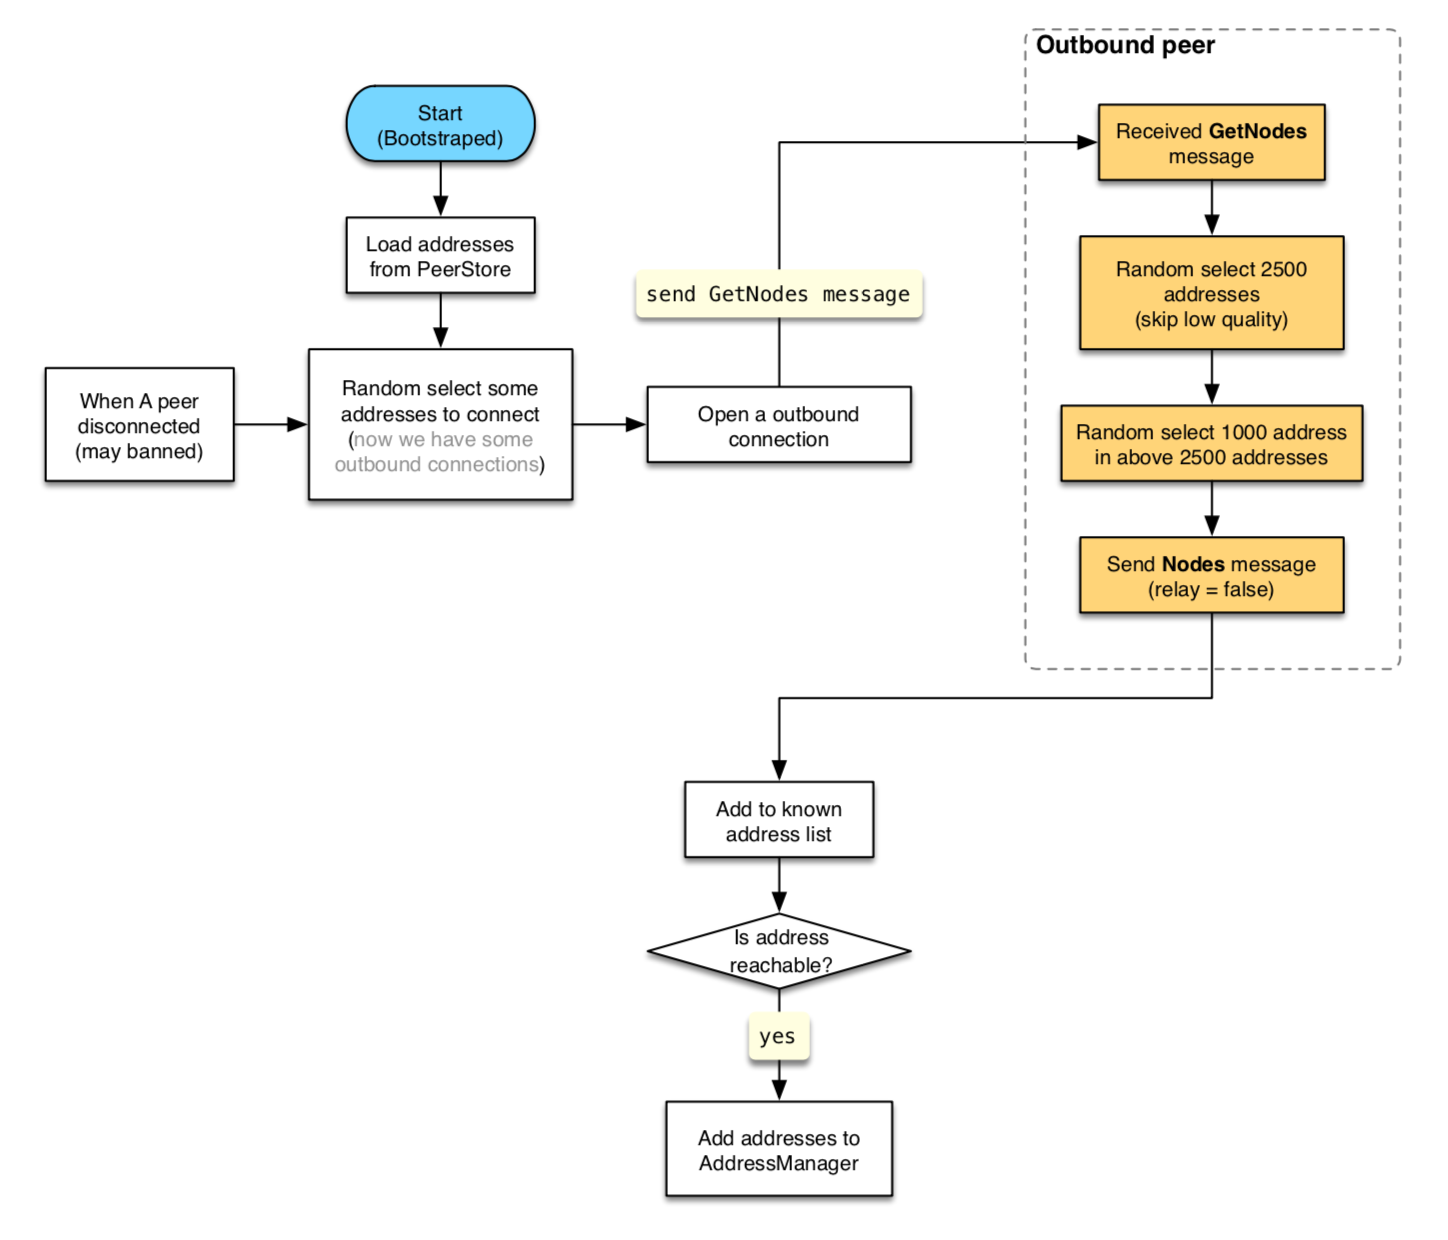 Outbound peer
Start
(Bootstraped)
Received GetNodes
message
Load addresses
from PeerStore
Random select 2500
addresses
(skip low quality)
send GetNodes message
When A peer
disconnected
(may banned)
Random select some
addresses to connect
(now we have some
outbound connections)
Open a outbound
connection
Random select 1000 address
in above 2500 addresses
Send Nodes message
(relay = false)
Add to known
address list
Is address
reachable?
yes
Add addresses to
AddressManager